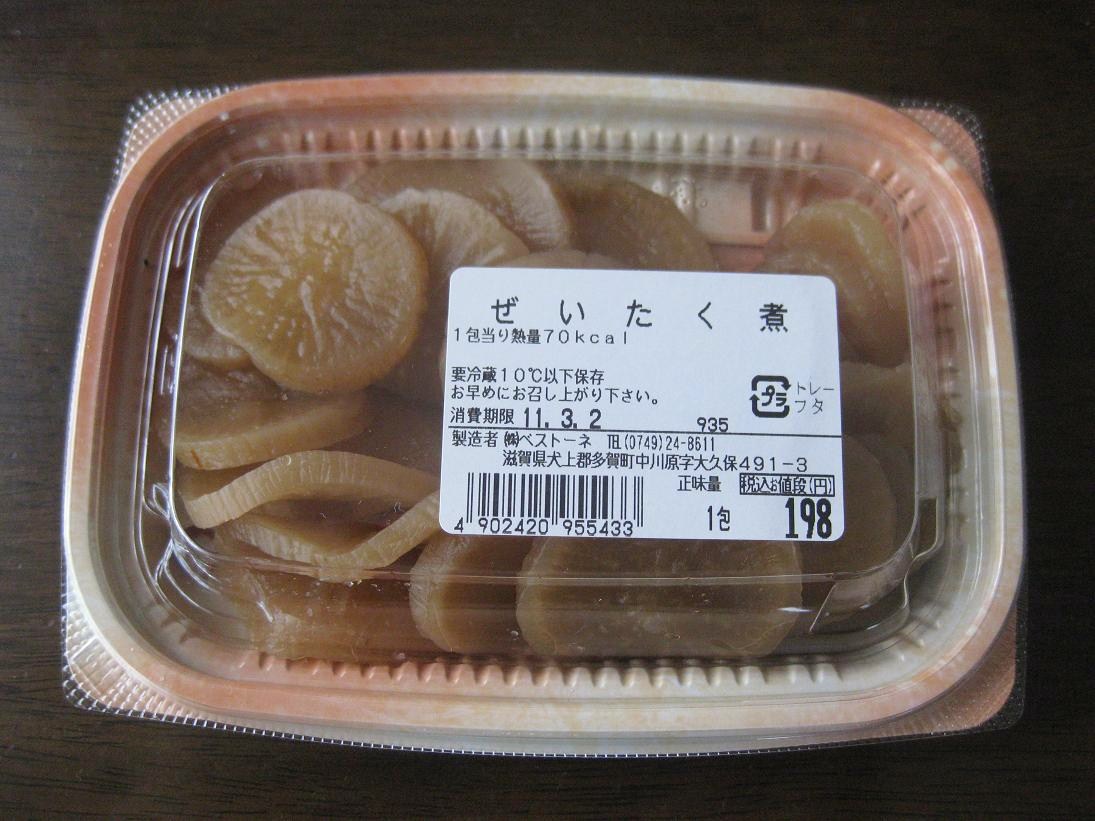 ぜいたく煮
1包当り熱量70kcal
要冷蔵10℃以下保存
お早めにお召し上がり下さい。
プラ トレー
フタ
消費期限 11.3.2 935
製造者 ㈱ベストーネ TEL(0749)24-8611
滋賀県犬上郡多賀町中川原字大久保491-3
正味量 税込お値段(円)
1包 198
4 902420 955433